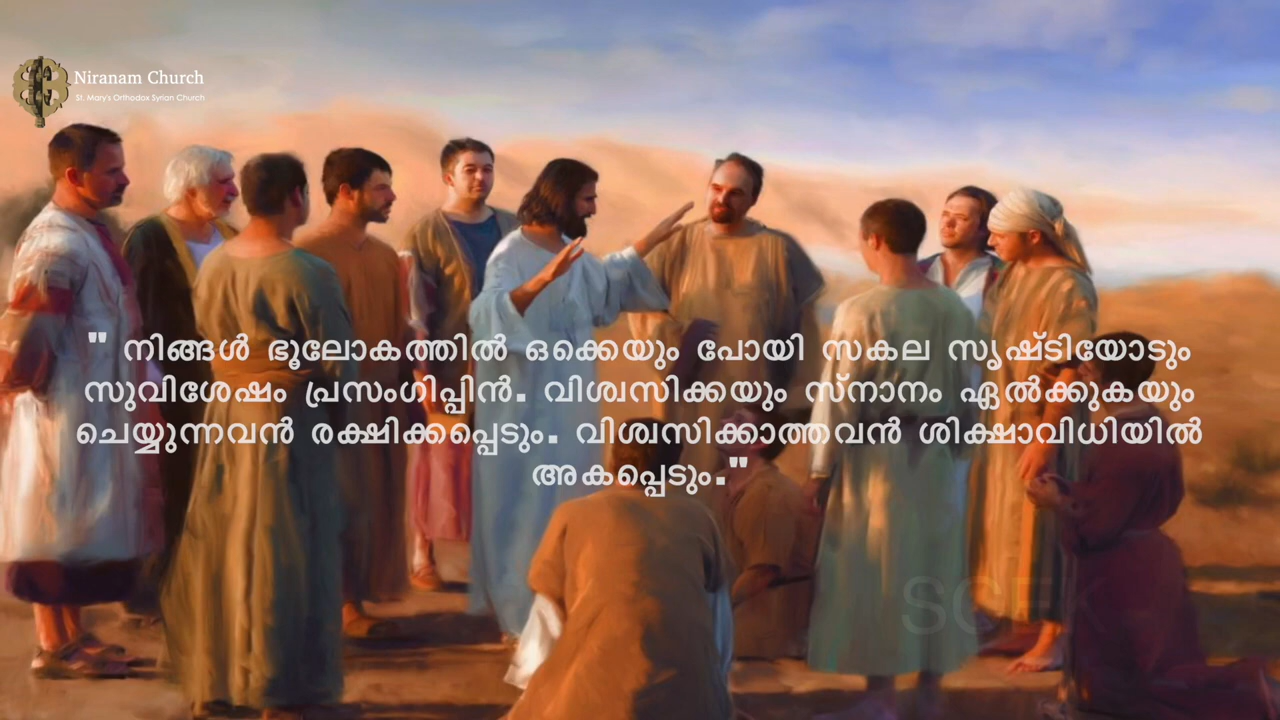 Niranam Church
St. Mary's Orthodox Syrian Church
" നിങ്ങൾ ഭൂലോകത്തിൽ ഒക്കെയും പോയി സകല സൃഷ്ടിയോടും
സുവിശേഷം പ്രസംഗിപ്പിൻ. വിശ്വസിക്കയും സ്നാനം ഏൽക്കുകയും
ചെയ്യുന്നവൻ രക്ഷിക്കപ്പെടും. വിശ്വസിക്കാത്തവൻ ശിക്ഷാവിധിയിൽ
അകപ്പെടും."